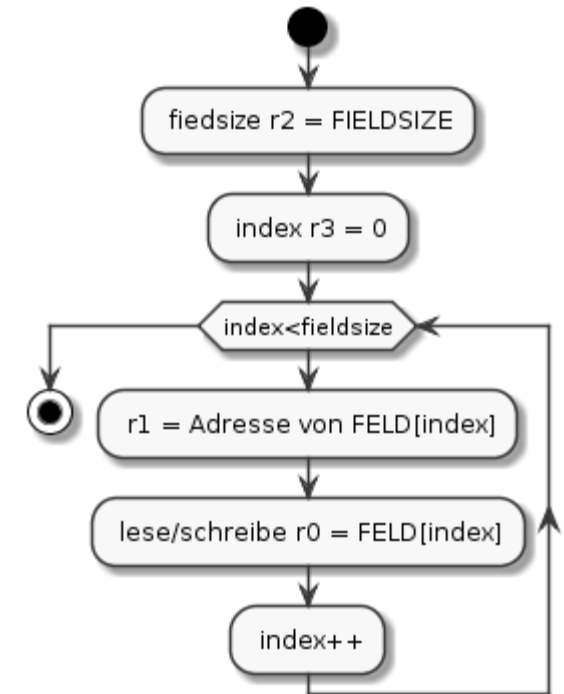 fiedsize r2 = FIELDSIZE
index r3 = 0
index<fieldsize
r1 = Adresse von FELD[index]
lese/schreibe r0 = FELD[index]
index++